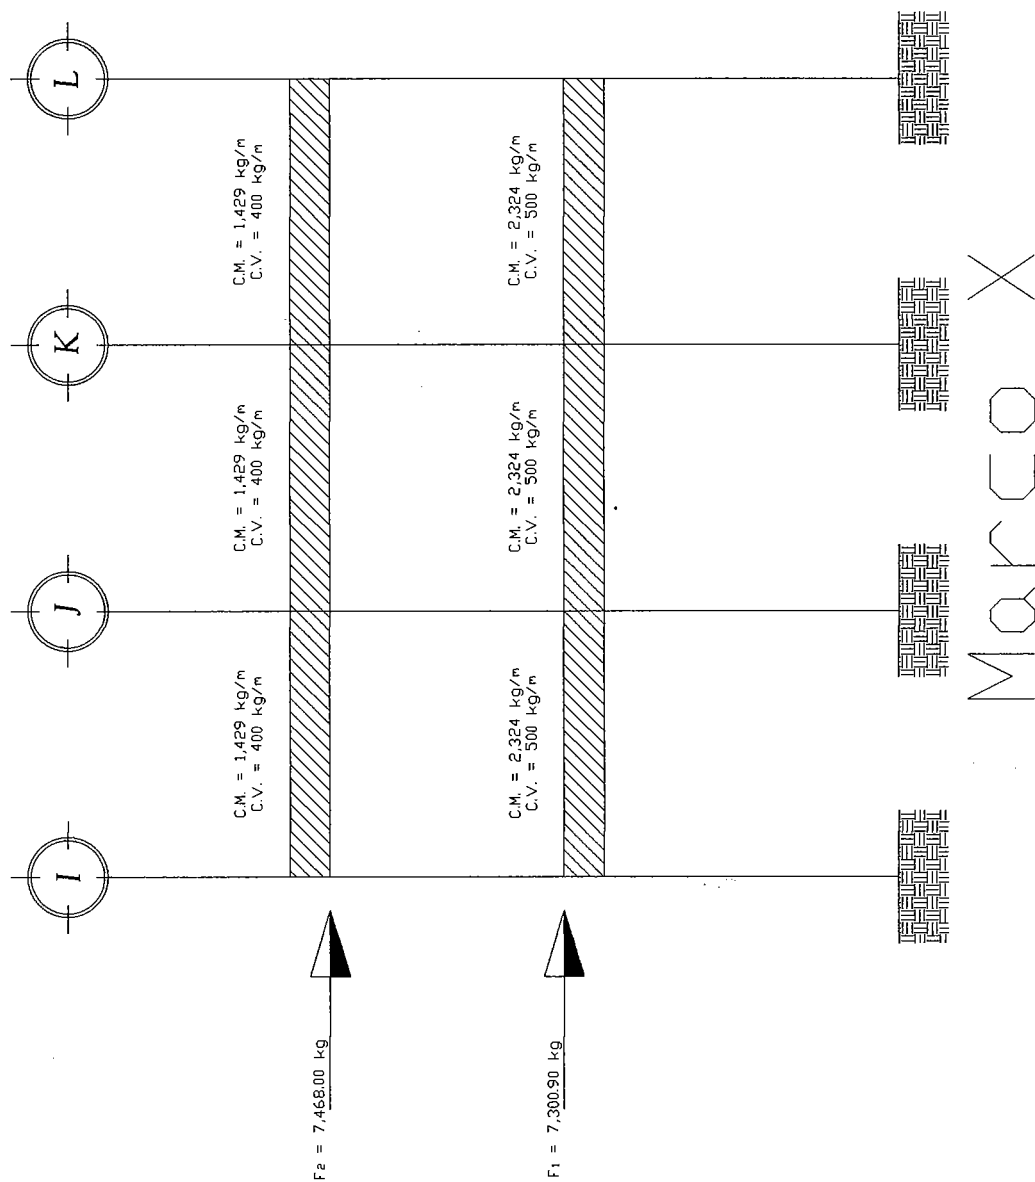 I
J
K
L
C.M. = 1,429 kg/m
C.V. = 400 kg/m
C.M. = 1,429 kg/m
C.V. = 400 kg/m
C.M. = 1,429 kg/m
C.V. = 400 kg/m
F2 = 7,468.00 kg
C.M. = 2,324 kg/m
C.V. = 500 kg/m
C.M. = 2,324 kg/m
C.V. = 500 kg/m
C.M. = 2,324 kg/m
C.V. = 500 kg/m
F1 = 7,300.90 kg
Marco X